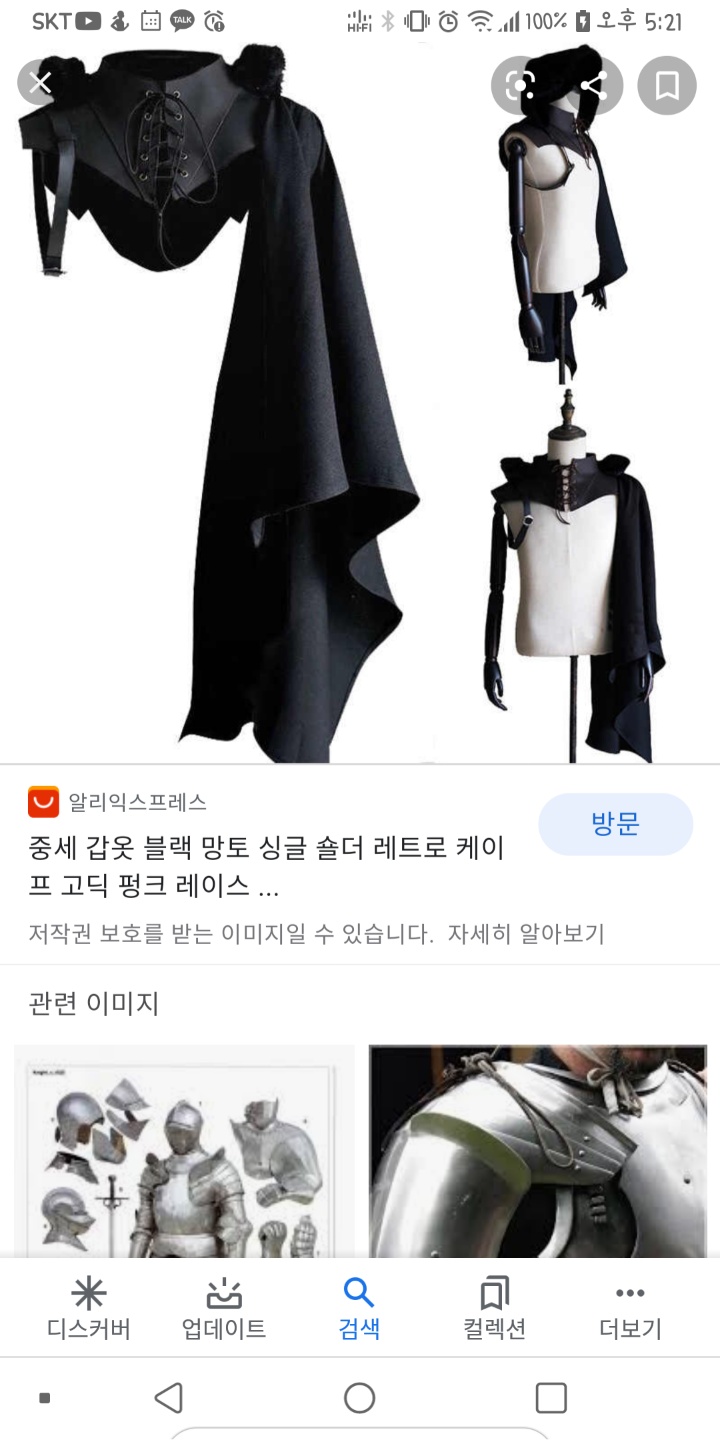 SKT TALK HI-FI 100% 오후 5:21
알리익스프레스
방문
중세 갑옷 블랙 망토 싱글 숄더 레트로 케이
프 고딕 펑크 레이스 ...
저작권 보호를 받는 이미지일 수 있습니다. 자세히 알아보기
관련 이미지
디스커버 업데이트 검색 컬렉션 더보기